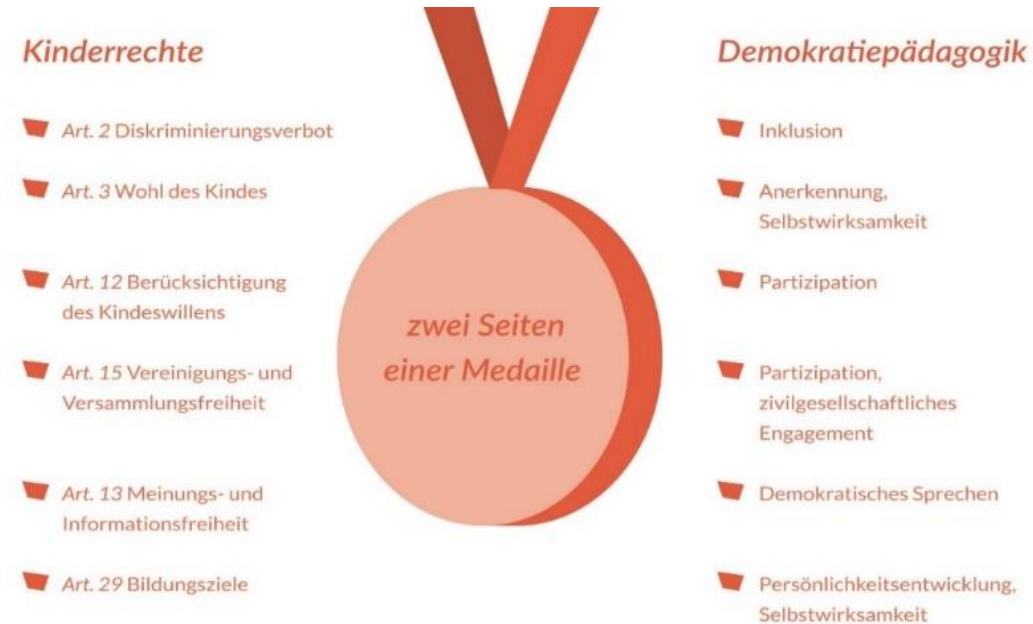 Kinderrechte
Art. 2 Diskriminierungsverbot
Art. 3 Wohl des Kindes
Art. 12 Berücksichtigung
des Kindeswillens
Art. 15 Vereinigungs- und
Versammlungsfreiheit
Art. 13 Meinungs- und
Informationsfreiheit
Art. 29 Bildungsziele
zwei Seiten
einer Medaille
Demokratiepädagogik
Inklusion
Anerkennung,
Selbstwirksamkeit
Partizipation
Partizipation,
zivilgesellschaftliches
Engagement
Demokratisches Sprechen
Persönlichkeitsentwicklung,
Selbstwirksamkeit